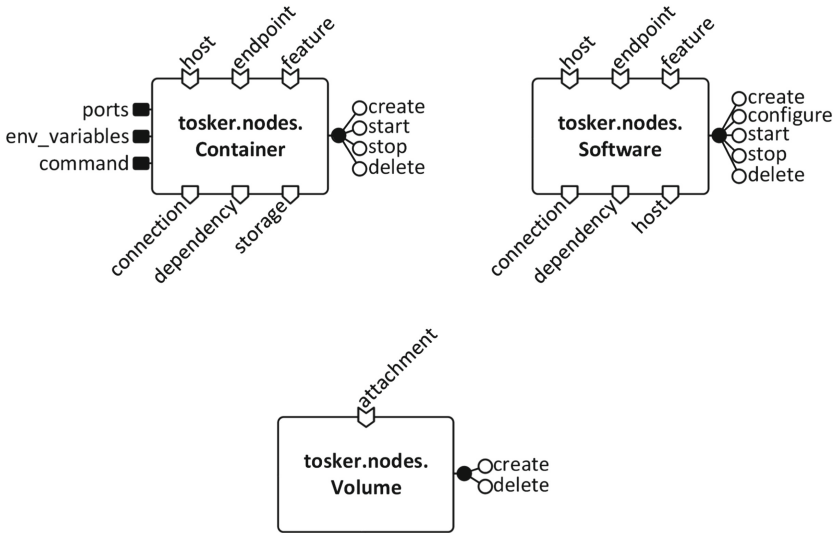 host
endpoint
feature
ports
env_variables
command
tosker.nodes.
Container
create
start
stop
delete
connection
dependency
storage
host
endpoint
feature
tosker.nodes.
Software
create
configure
start
stop
delete
connection
dependency
host
attachment
tosker.nodes.
Volume
create
delete